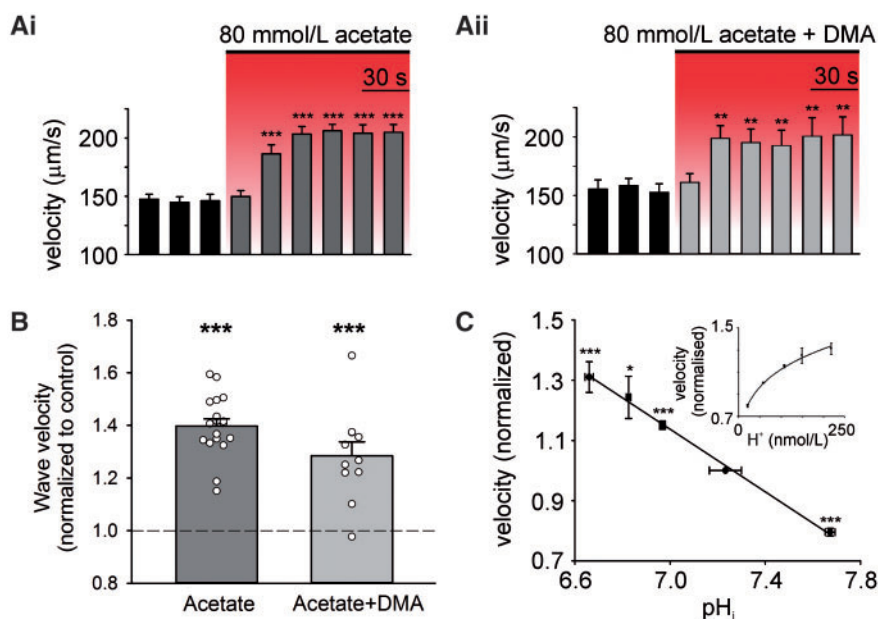 Ai
80 mmol/L acetate
30 s
*** *** *** *** ***
velocity (µm/s)
200
150
100
Aii
80 mmol/L acetate + DMA
30 s
** ** ** ** **
velocity (µm/s)
200
150
100
B
Wave velocity
(normalized to control)
1.8
1.6
1.4
1.2
1.0
0.8
*** ***
Acetate Acetate+DMA
C
velocity (normalized)
1.5
1.3
1.1
0.9
0.7
*** * *** ***
6.6 7.0 7.4 7.8
pHi
velocity
(normalised)
1.5
0.7
0 250
H+ (nmol/L)